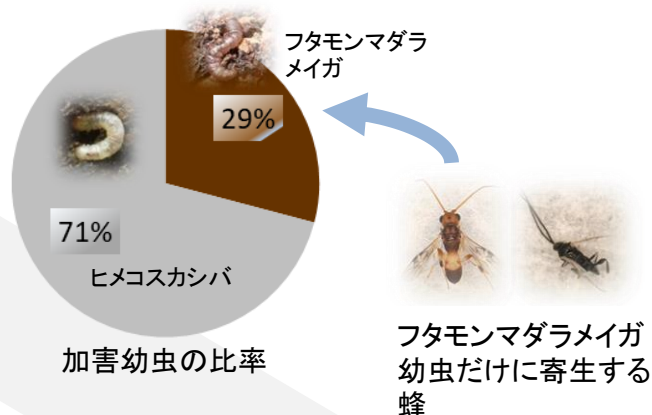 フタモンマダラ
メイガ
29%
71%
ヒメコスカシバ
加害幼虫の比率
フタモンマダラメイガ
幼虫だけに寄生する
蜂